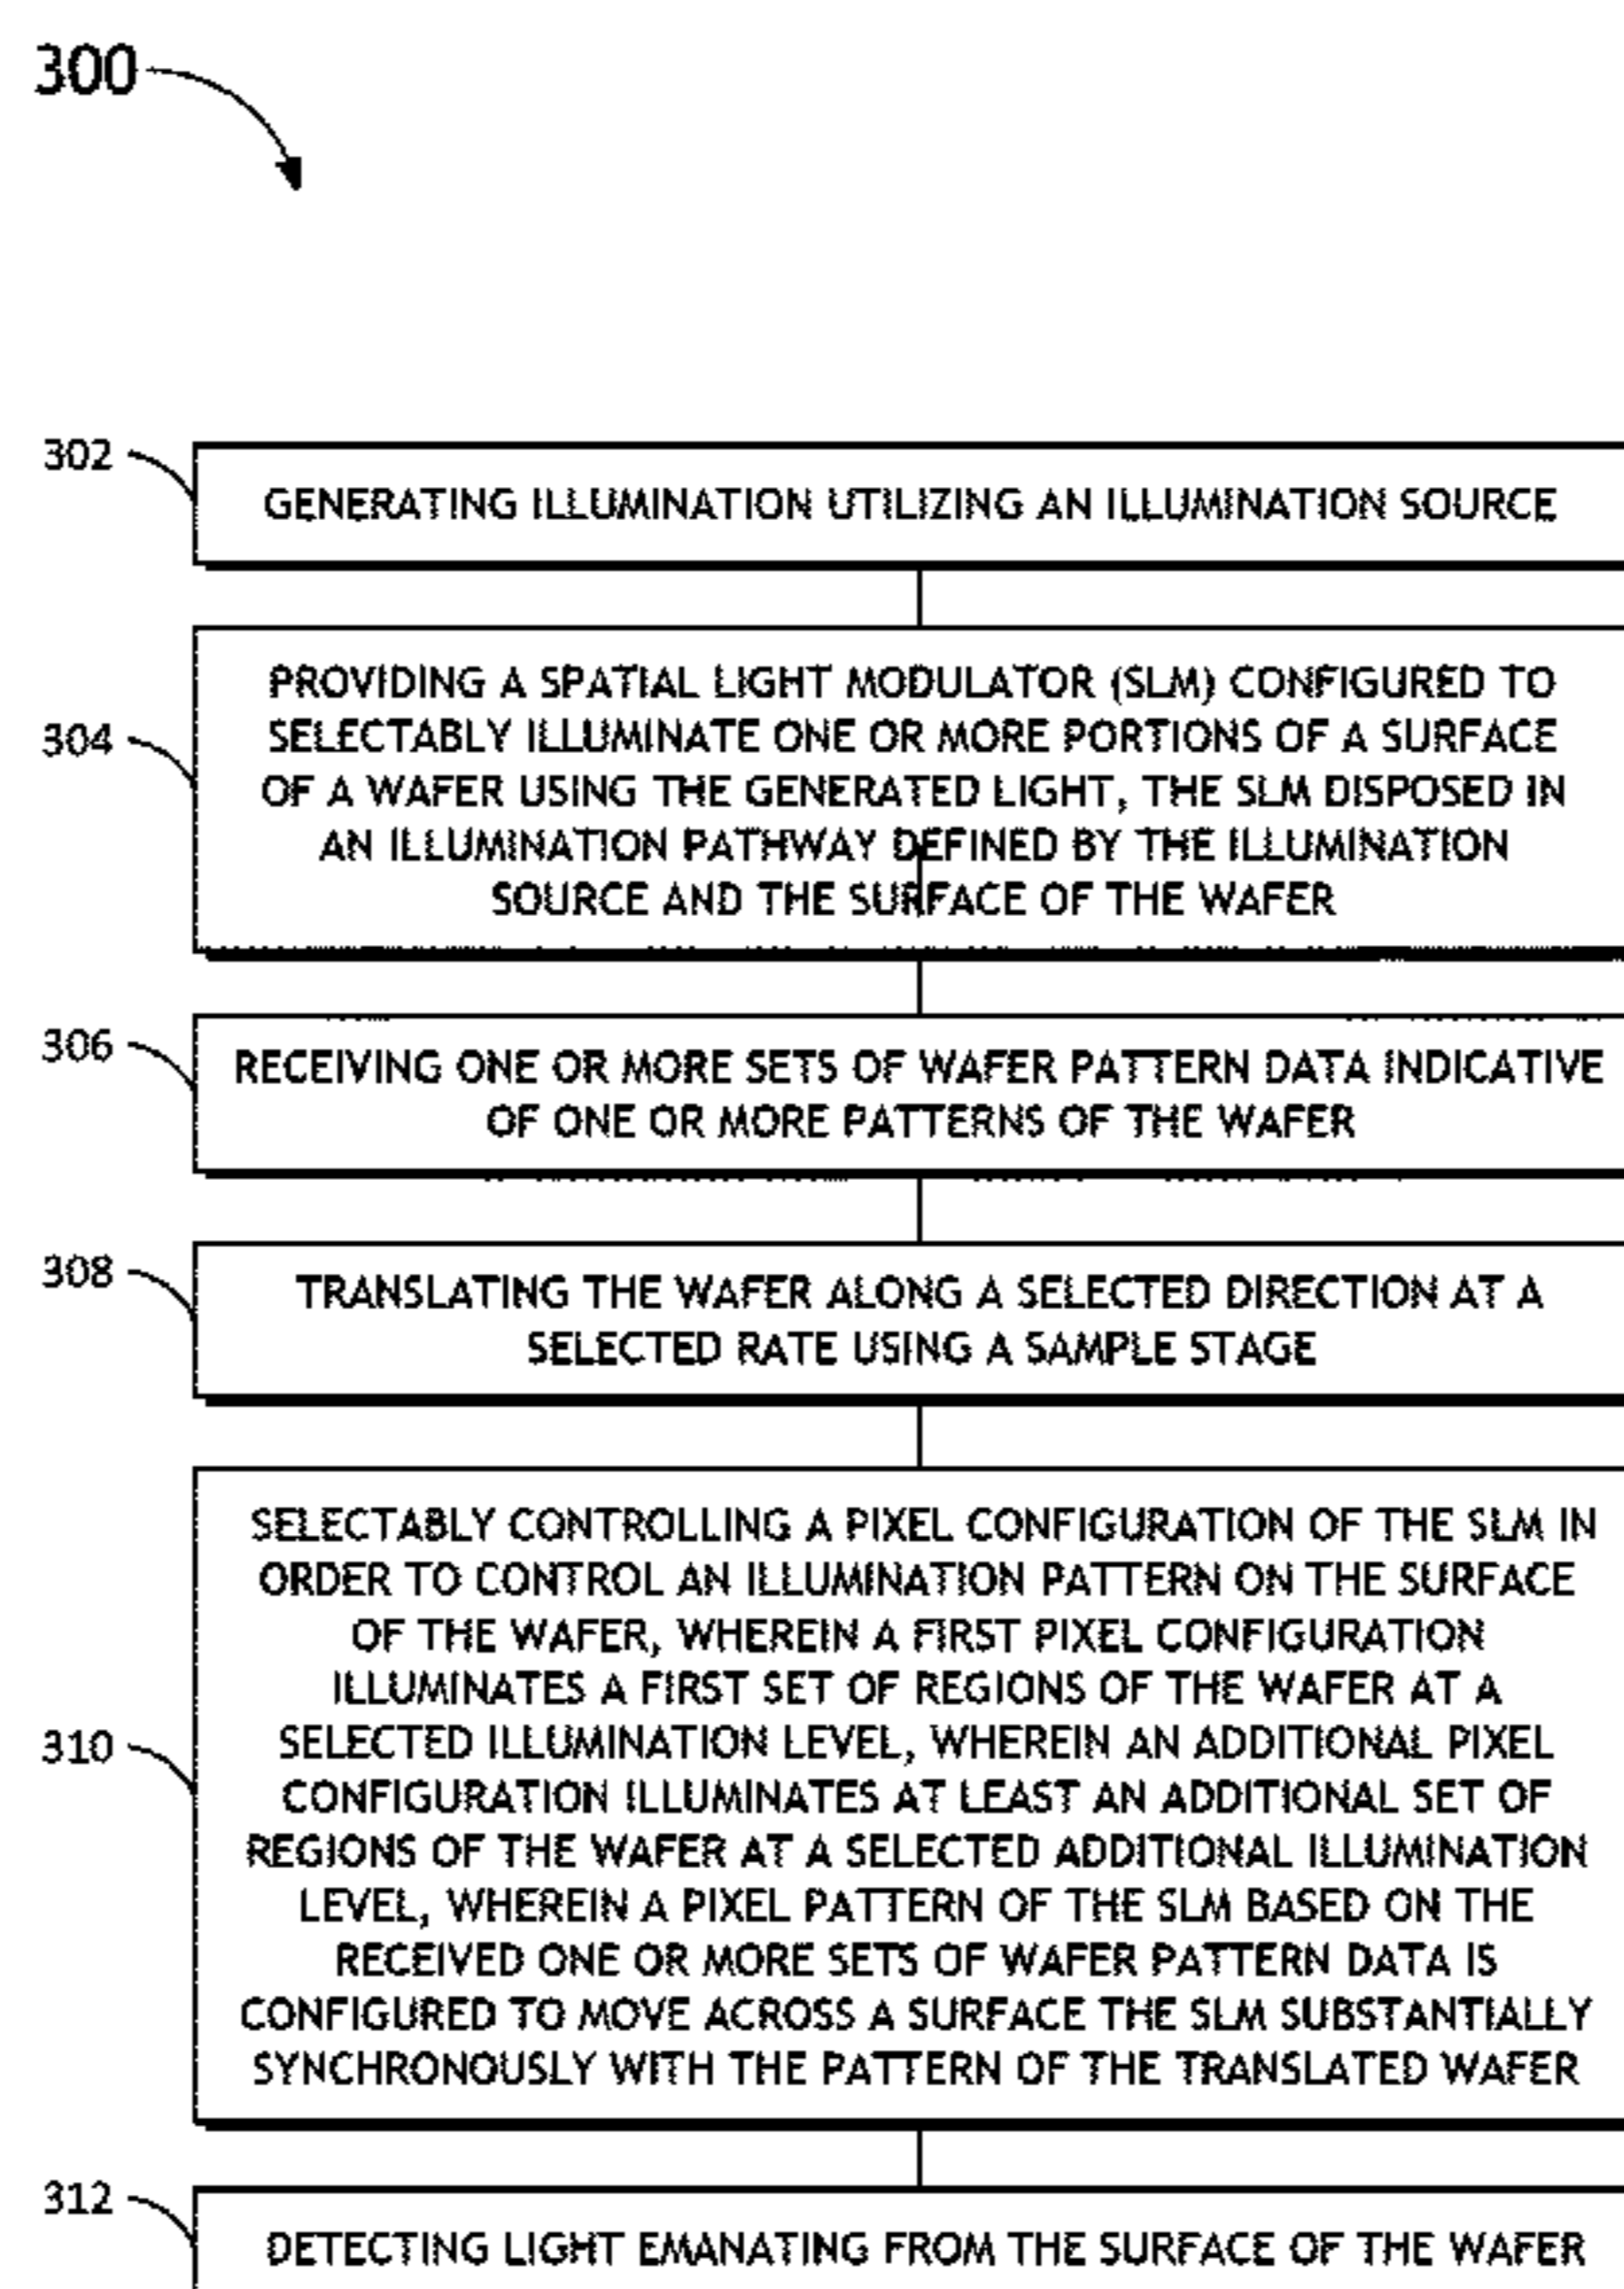 300
302
GENERATING ILLUMINATION UTILIZING AN ILLUMINATION SOURCE
304
PROVIDING A SPATIAL LIGHT MODULATOR (SLM) CONFIGURED TO
SELECTABLY ILLUMINATE ONE OR MORE PORTIONS OF A SURFACE
OF A WAFER USING THE GENERATED LIGHT, THE SLM DISPOSED IN
AN ILLUMINATION PATHWAY DEFINED BY THE ILLUMINATION
SOURCE AND THE SURFACE OF THE WAFER
306
RECEIVING ONE OR MORE SETS OF WAFER PATTERN DATA INDICATIVE
OF ONE OR MORE PATTERNS OF THE WAFER
308
TRANSLATING THE WAFER ALONG A SELECTED DIRECTION AT A
SELECTED RATE USING A SAMPLE STAGE
310
SELECTABLY CONTROLLING A PIXEL CONFIGURATION OF THE SLM IN
ORDER TO CONTROL AN ILLUMINATION PATTERN ON THE SURFACE
OF THE WAFER, WHEREIN A FIRST PIXEL CONFIGURATION
ILLUMINATES A FIRST SET OF REGIONS OF THE WAFER AT A
SELECTED ILLUMINATION LEVEL, WHEREIN AN ADDITIONAL PIXEL
CONFIGURATION ILLUMINATES AT LEAST AN ADDITIONAL SET OF
REGIONS OF THE WAFER AT A SELECTED ADDITIONAL ILLUMINATION
LEVEL, WHEREIN A PIXEL PATTERN OF THE SLM BASED ON THE
RECEIVED ONE OR MORE SETS OF WAFER PATTERN DATA IS
CONFIGURED TO MOVE ACROSS A SURFACE THE SLM SUBSTANTIALLY
SYNCHRONOUSLY WITH THE PATTERN OF THE TRANSLATED WAFER
312
DETECTING LIGHT EMANATING FROM THE SURFACE OF THE WAFER